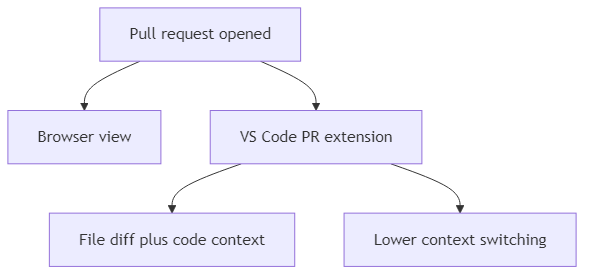 Pull request opened
Browser view
VS Code PR extension
File diff plus code context
Lower context switching